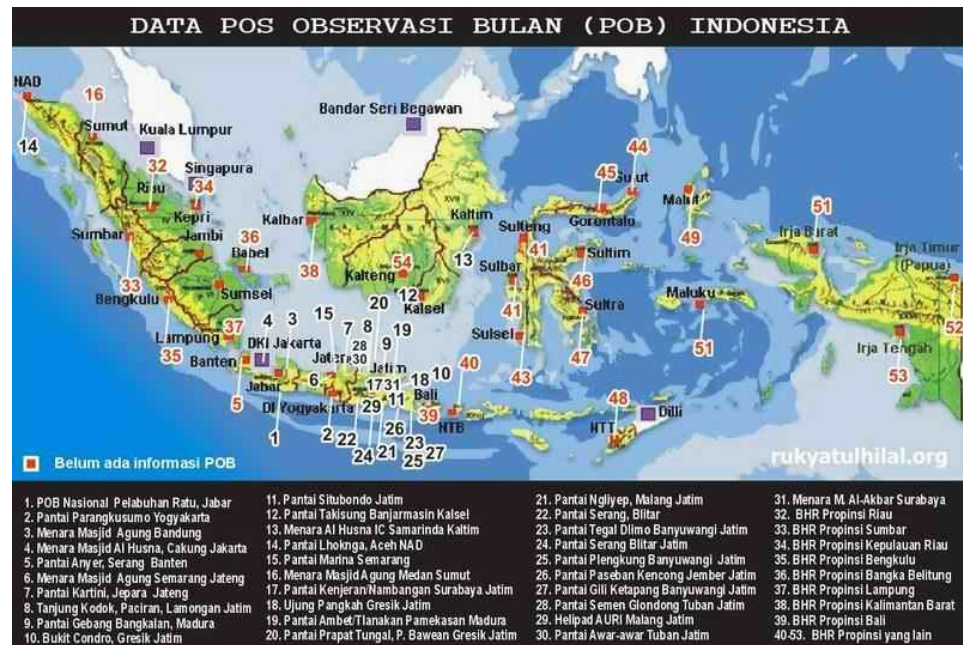 DATA POS OBSERVASI BULAN (POB) INDONESIA
NAD
16
Sumut
Kuala Lumpur
Bandar Seri Begawan
14
Singapura
32
34
Riau
Kepri
44
45
Sulut
Gorontalo
Malut
49
51
Irja Barat
Irja Timur
(Papua)
Kalbar
38
Kaltim
13
Sulteng
41
Sultim
46
Sumbar
33
Jambi
36
Babel
Kalteng
54
Sulbar
41
Bengkulu
Sumsel
20
12
Kalsel
Sultra
47
Maluku
51
52
Lampung
35
37
4
3
15
7
8
19
Sulsel
43
Irja Tengah
53
DKI Jakarta
Banten
5
Jabar
1
28
30
9
Jatim
6
17
31
18
10
Bali
40
11
39
NTB
48
Dilli
NTT
DI Yogyakarta
2
22
29
24
21
26
23
25
27
Belum ada informasi POB
rukyatulhilal.org
1. POB Nasional Pelabuhan Ratu, Jabar
2. Pantai Parangkusumo Yogyakarta
3. Menara Masjid Agung Bandung
4. Menara Masjid Al Husna, Cakung Jakarta
5. Pantai Anyer, Serang Banten
6. Menara Masjid Agung Semarang Jateng
7. Pantai Kartini, Jepara Jateng
8. Tanjung Kodok, Paciran, Lamongan Jatim
9. Pantai Gebang Bangkalan, Madura
10. Bukit Condro, Gresik Jatim
11. Pantai Situbondo Jatim
12. Pantai Takisung Banjarmasin Kalsel
13. Menara Al Husna IC Samarinda Kaltim
14. Pantai Lhoknga, Aceh NAD
15. Pantai Marina Semarang
16. Menara Masjid Agung Medan Sumut
17. Pantai Kenjeran/Nambangan Surabaya Jatim
18. Ujung Pangkah Gresik Jatim
19. Pantai Ambet/Tlanakan Pamekasan Madura
20. Pantai Prapat Tungal, P. Bawean Gresik Jatim
21. Pantai Ngliyep, Malang Jatim
22. Pantai Serang, Blitar
23. Pantai Tegal Dlimo Banyuwangi Jatim
24. Pantai Serang Blitar Jatim
25. Pantai Plengkung Banyuwangi Jatim
26. Pantai Paseban Kencong Jember Jatim
27. Pantai Gili Ketapang Banyuwangi Jatim
28. Pantai Semen Glondong Tuban Jatim
29. Helipad AURI Malang Jatim
30. Pantai Awar-awar Tuban Jatim
31. Menara M. Al-Akbar Surabaya
32. BHR Propinsi Riau
33. BHR Propinsi Sumbar
34. BHR Propinsi Kepulauan Riau
35. BHR Propinsi Bengkulu
36. BHR Propinsi Bangka Belitung
37. BHR Propinsi Lampung
38. BHR Propinsi Kalimantan Barat
39. BHR Propinsi Bali
40-53. BHR Propinsi yang lain